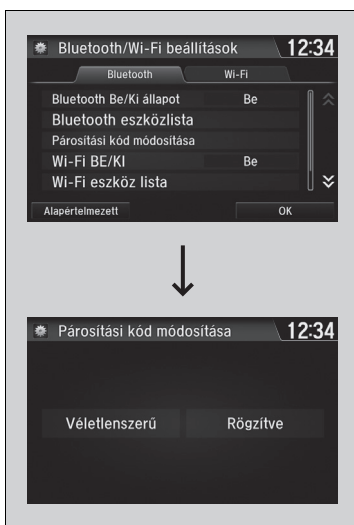 Bluetooth/Wi-Fi beállítások 12:34
Bluetooth Wi-Fi
Bluetooth Be/Ki állapot Be
Bluetooth eszközlista
Párosítási kód módosítása
Wi-Fi BE/KI Be
Wi-Fi eszköz lista
Alapértelmezett OK
Párosítási kód módosítása 12:34
Véletlenszerű Rögzítve